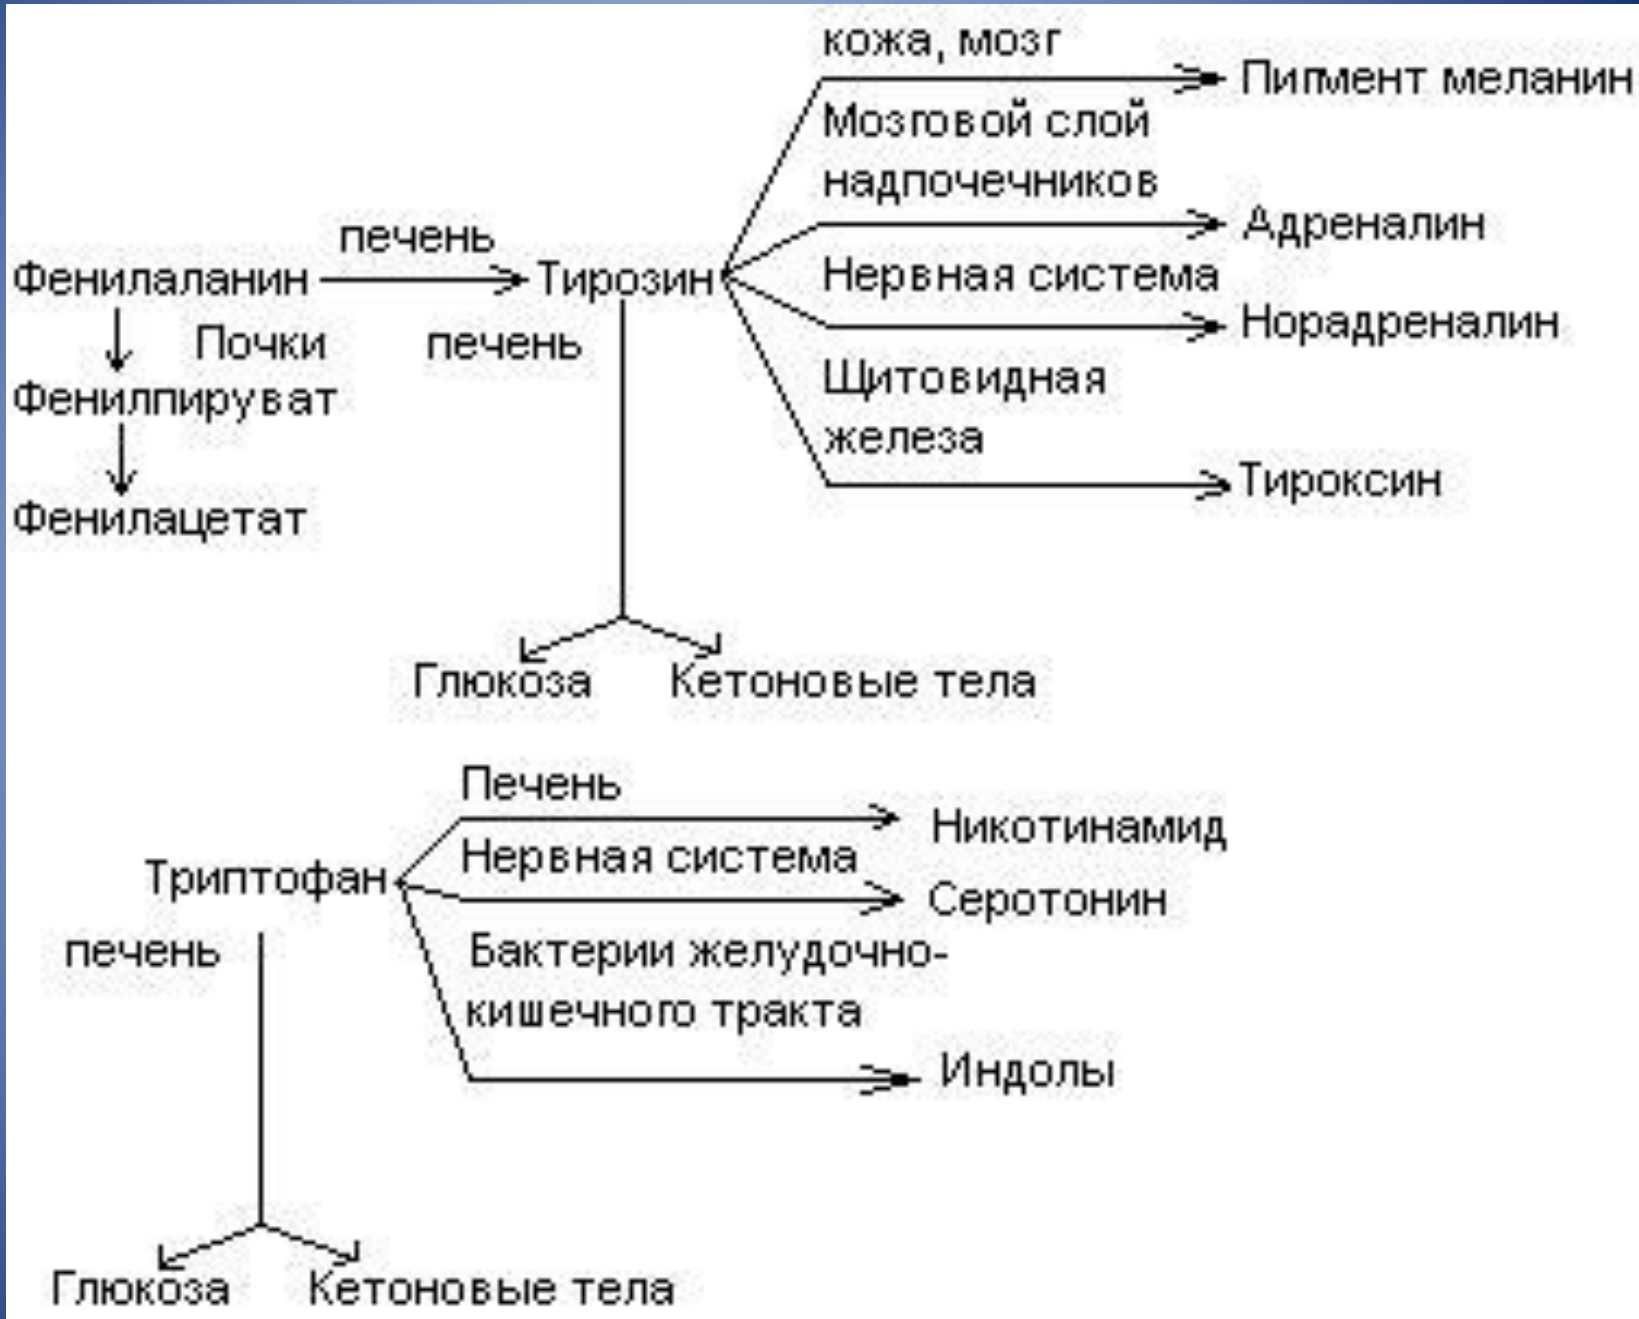 кожа, мозг
Пигмент меланин
Мозговой слой
надпочечников
Адреналин
печень
Фенилаланин
Тирозин
Нервная система
Норадреналин
Почки
печень
Щитовидная
железа
Фенилпируват
Тироксин
Фенилацетат
Глюкоза
Кетоновые тела
Печень
Никотинамид
Нервная система
Триптофан
Серотонин
печень
Бактерии желудочно-
кишечного тракта
Индолы
Глюкоза
Кетоновые тела